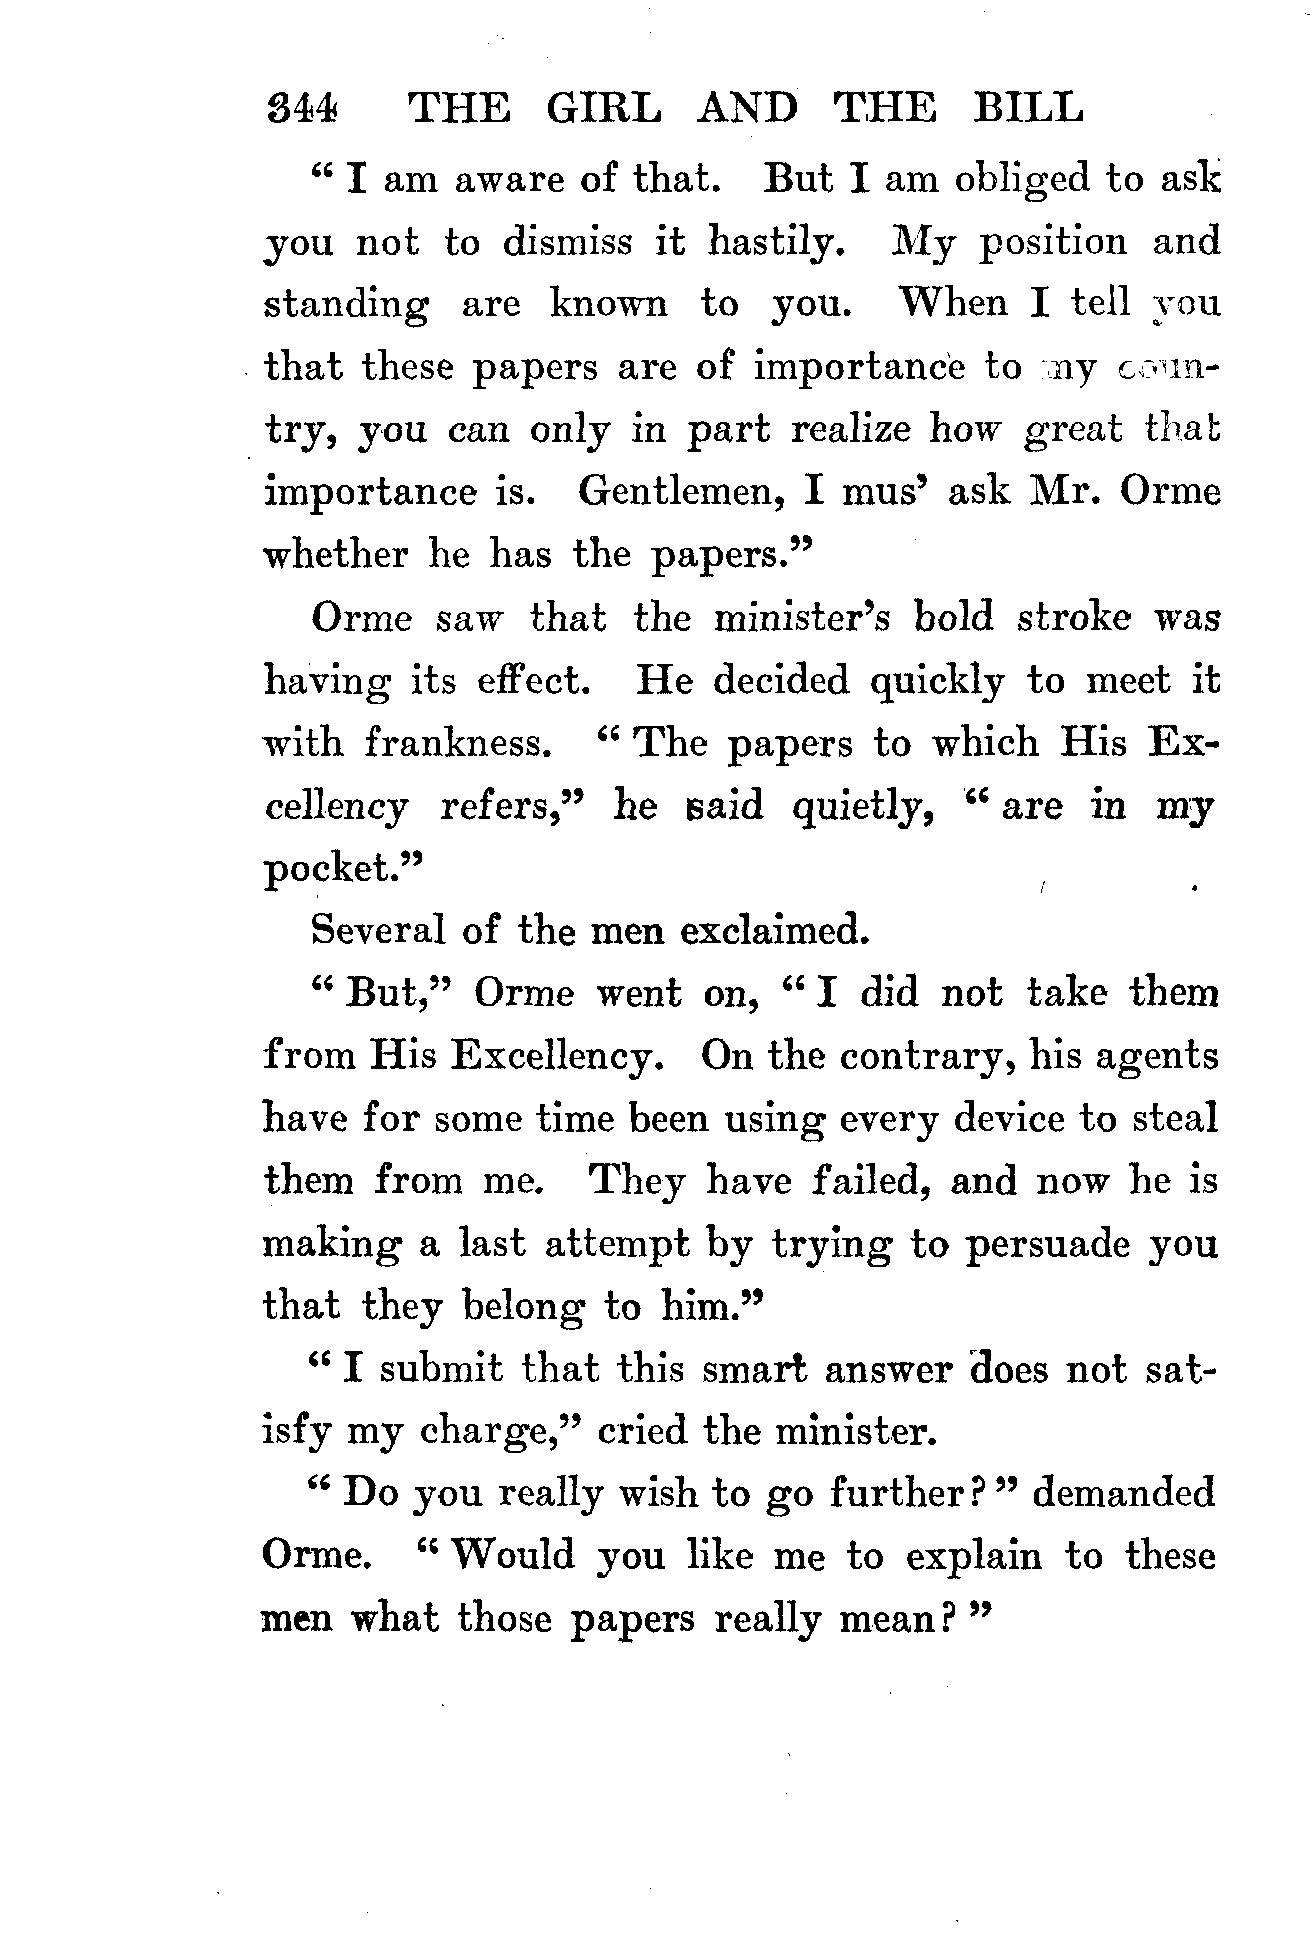 344 THE GIRL AND THE BILL
“ I am aware of that. But I am obliged to ask
you not to dismiss it hastily. My position and
standing are known to you. When I tell you
that these papers are of importance to my coun-
try, you can only in part realize how great that
importance is. Gentlemen, I mus’ ask Mr. Orme
whether he has the papers.”
Orme saw that the minister’s bold stroke was
having its effect. He decided quickly to meet it
with frankness. “ The papers to which His Ex-
cellency refers,” he said quietly, “ are in my
pocket.”
Several of the men exclaimed.
“ But,” Orme went on, “ I did not take them
from His Excellency. On the contrary, his agents
have for some time been using every device to steal
them from me. They have failed, and now he is
making a last attempt by trying to persuade you
that they belong to him.”
“ I submit that this smart answer does not sat-
isfy my charge,” cried the minister.
“ Do you really wish to go further? ” demanded
Orme. “ Would you like me to explain to these
men what those papers really mean? ”